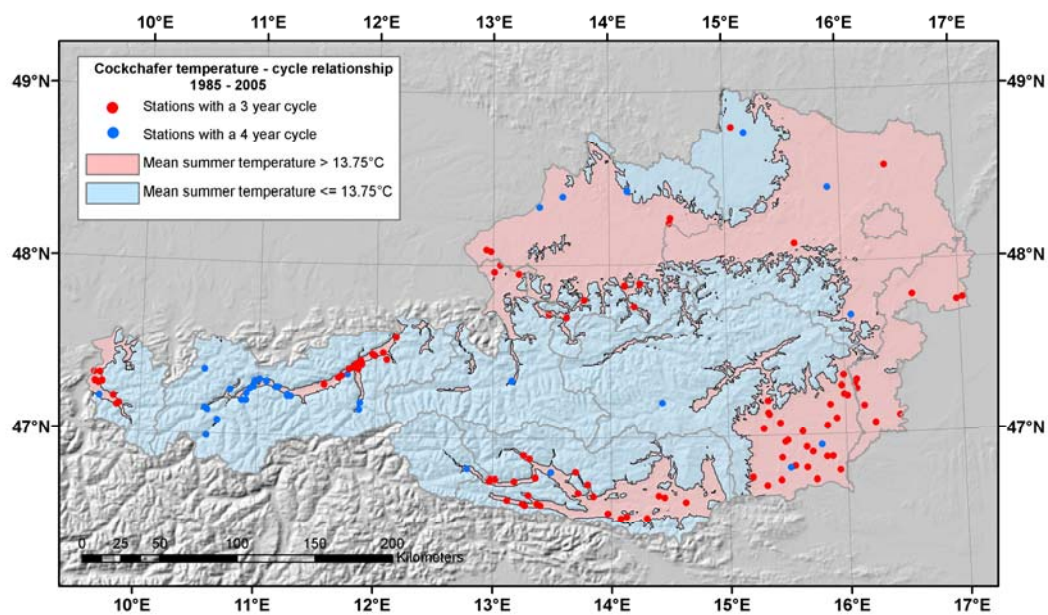 10°E 11°E 12°E 13°E 14°E 15°E 16°E 17°E
49°N 49°N
Cockchafer temperature - cycle relationship
1985 - 2005
Stations with a 3 year cycle
Stations with a 4 year cycle
Mean summer temperature > 13.75°C
Mean summer temperature <= 13.75°C
48°N 48°N
47°N 47°N
0 25 50 100 150 200
Kilometers
10°E 11°E 12°E 13°E 14°E 15°E 16°E 17°E